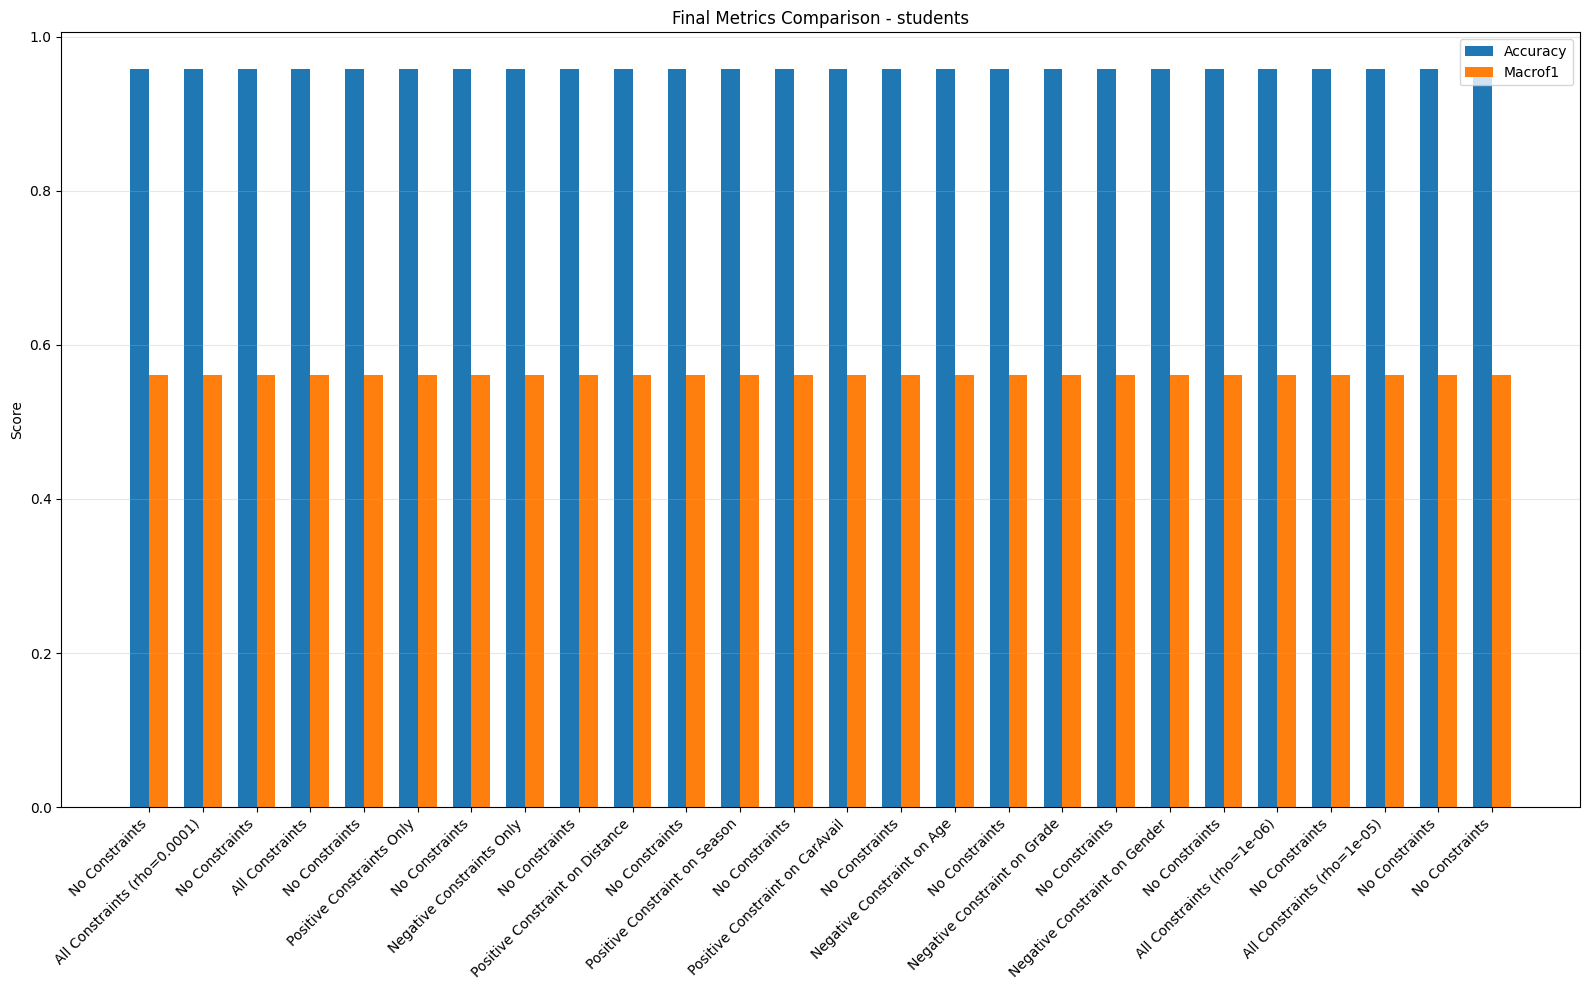 Final Metrics Comparison - students
Accuracy
Macrof1
Score
1.0
0.8
0.6
0.4
0.2
0.0
No Constraints
All Constraints (rho=0.0001)
No Constraints
All Constraints
No Constraints
Positive Constraints Only
No Constraints
Negative Constraints Only
No Constraints
Positive Constraint on Distance
No Constraints
Positive Constraint on Season
No Constraints
Positive Constraint on CarAvail
No Constraints
Negative Constraint on Age
No Constraints
Negative Constraint on Grade
No Constraints
Negative Constraint on Gender
No Constraints
All Constraints (rho=1e-06)
No Constraints
All Constraints (rho=1e-05)
No Constraints
No Constraints